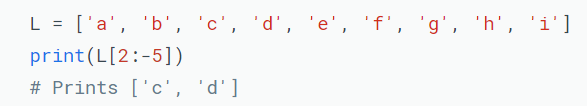 L = ['a', 'b', 'c', 'd', 'e', 'f', 'g', 'h', 'i']
print(L[2:-5])
# Prints ['c', 'd']